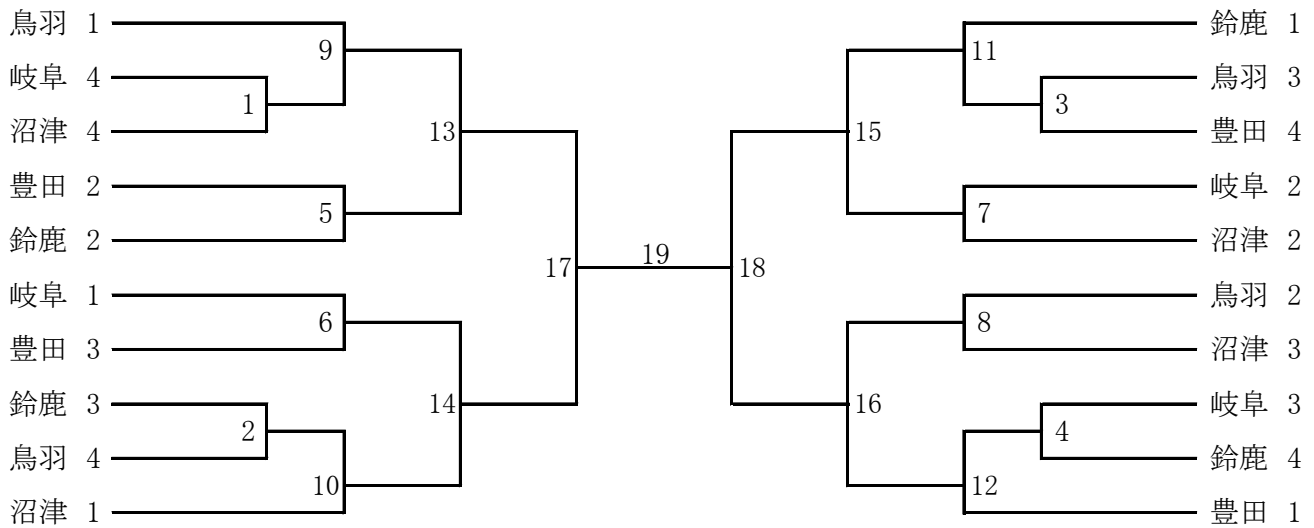 鳥羽 1
岐阜 4
沼津 4
豊田 2
鈴鹿 2
岐阜 1
豊田 3
鈴鹿 3
鳥羽 4
沼津 1
9
1
13
5
17
6
14
2
10
19
11
3
15
7
18
8
16
4
12
鈴鹿 1
鳥羽 3
豊田 4
岐阜 2
沼津 2
鳥羽 2
沼津 3
岐阜 3
鈴鹿 4
豊田 1